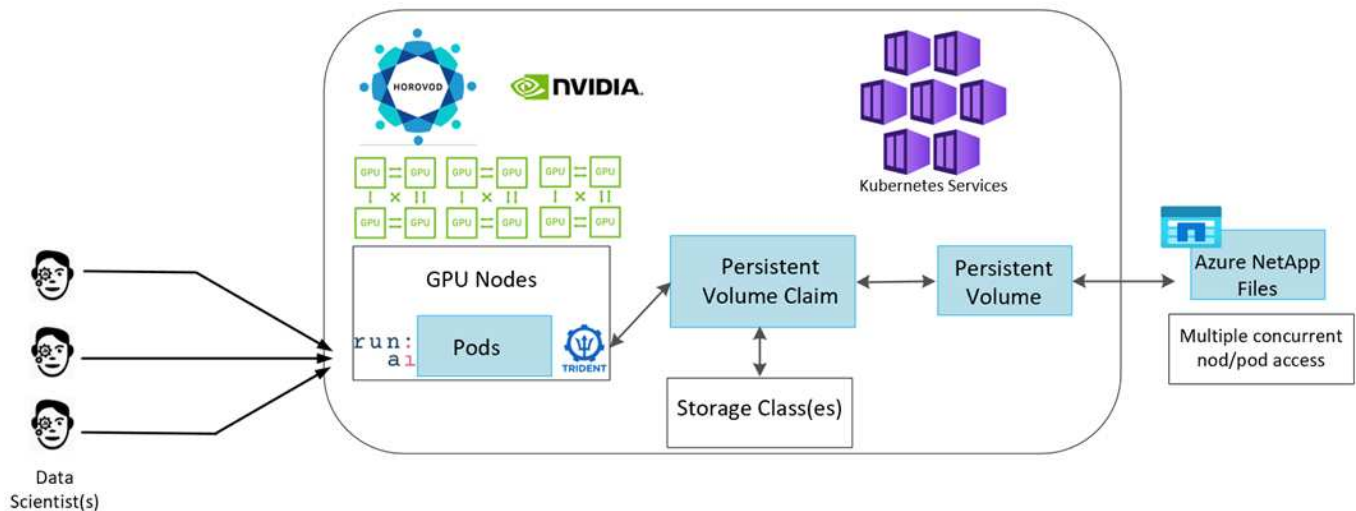 HOROVOD
NVIDIA.
GPU GPU GPU GPU GPU GPU
GPU GPU GPU GPU GPU GPU
Kubernetes Services
GPU Nodes
run:
ai
Pods
TRIDENT
Persistent
Volume Claim
Storage Class(es)
Persistent
Volume
Azure NetApp
Files
Multiple concurrent
nod/pod access
Data
Scientist(s)